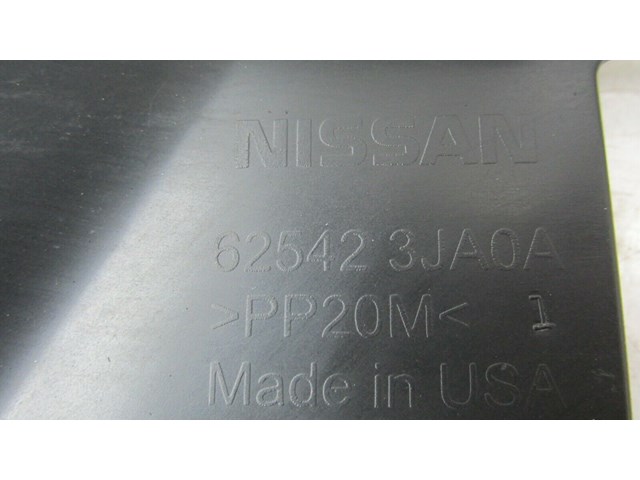 NISSAN
62542 3JA0A
>PP20M< 1
Made in USA